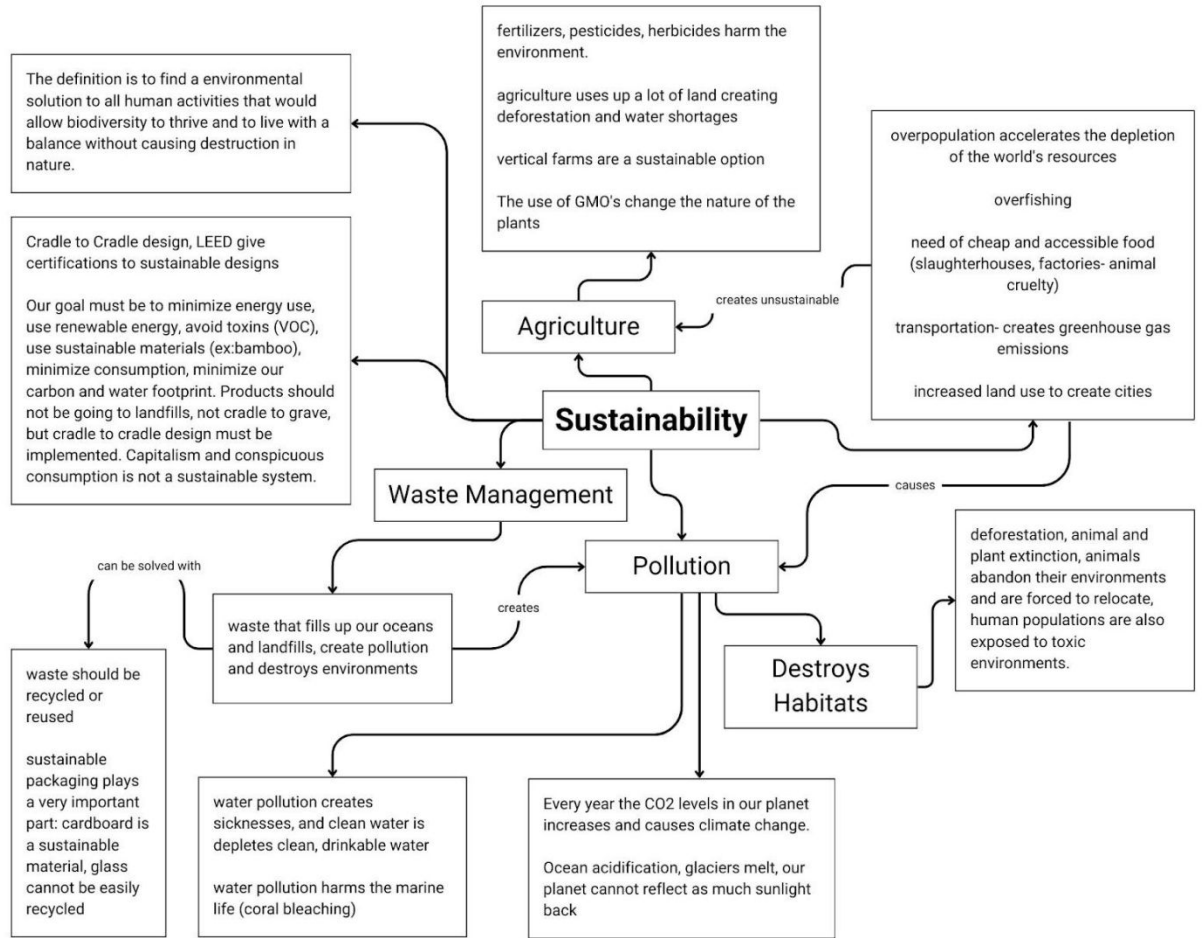 fertilizers, pesticides, herbicides harm the
environment.
agriculture uses up a lot of land creating
deforestation and water shortages
vertical farms are a sustainable option
The use of GMO's change the nature of the
plants
The definition is to find a environmental
solution to all human activities that would
allow biodiversity to thrive and to live with a
balance without causing destruction in
nature.
overpopulation accelerates the depletion
of the world's resources
overfishing
need of cheap and accessible food
(slaughterhouses, factories- animal
cruelty)
transportation- creates greenhouse gas
emissions
increased land use to create cities
Cradle to Cradle design, LEED give
certifications to sustainable designs
Our goal must be to minimize energy use,
use renewable energy, avoid toxins (VOC),
use sustainable materials (ex:bamboo),
minimize consumption, minimize our
carbon and water footprint. Products should
not be going to landfills, not cradle to grave,
but cradle to cradle design must be
implemented. Capitalism and conspicuous
consumption is not a sustainable system.
creates unsustainable
Agriculture
Sustainability
Waste Management
causes
Pollution
can be solved with
creates
waste that fills up our oceans
and landfills, create pollution
and destroys environments
deforestation, animal and
plant extinction, animals
abandon their environments
and are forced to relocate,
human populations are also
exposed to toxic
environments.
Destroys
Habitats
waste should be
recycled or
reused
sustainable
packaging plays
a very important
part: cardboard is
a sustainable
material, glass
cannot be easily
recycled
water pollution creates
sicknesses, and clean water is
depletes clean, drinkable water
water pollution harms the marine
life (coral bleaching)
Every year the CO2 levels in our planet
increases and causes climate change.
Ocean acidification, glaciers melt, our
planet cannot reflect as much sunlight
back